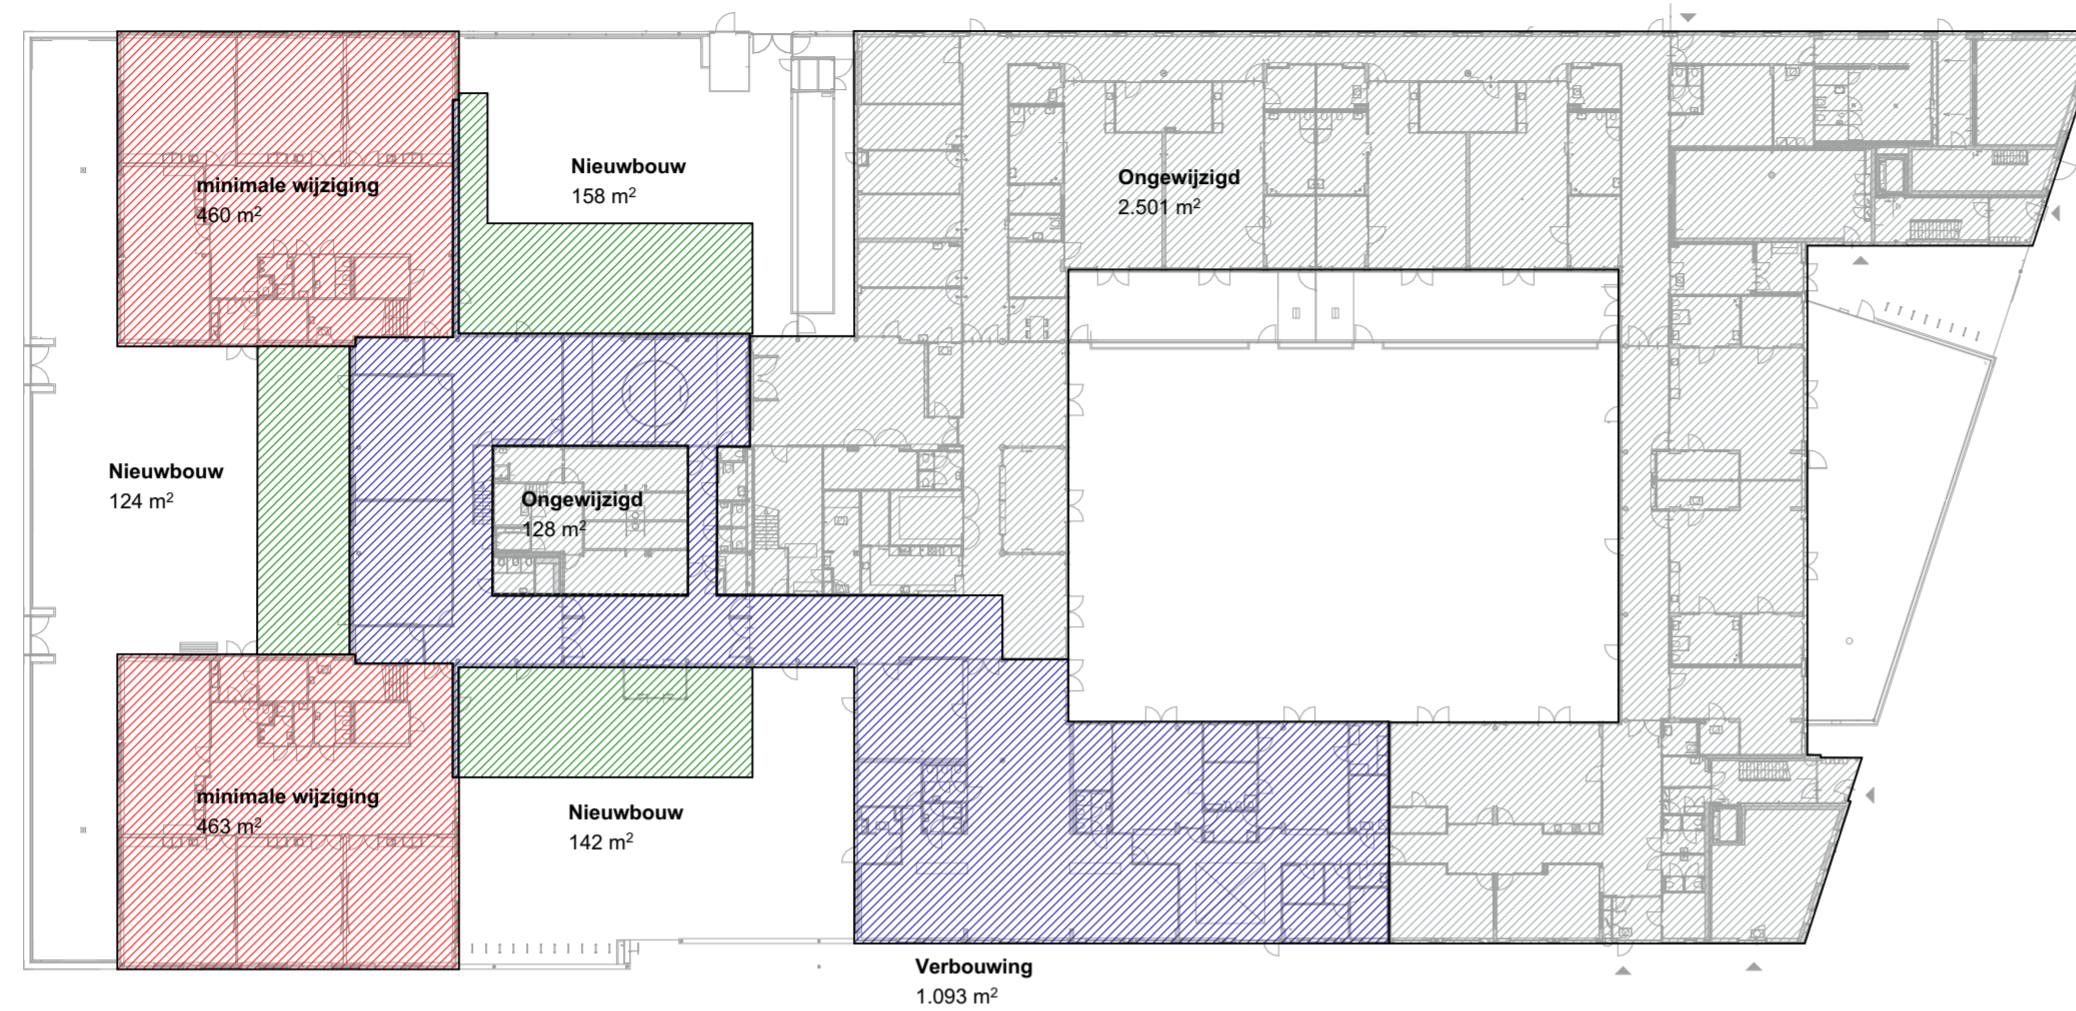 Nieuwbouw
158 m²
Ongewijzigd
2.501 m²
minimale wijziging
460 m²
Nieuwbouw
124 m²
Ongewijzigd
128 m²
minimale wijziging
463 m²
Nieuwbouw
142 m²
Verbouwing
1.093 m²